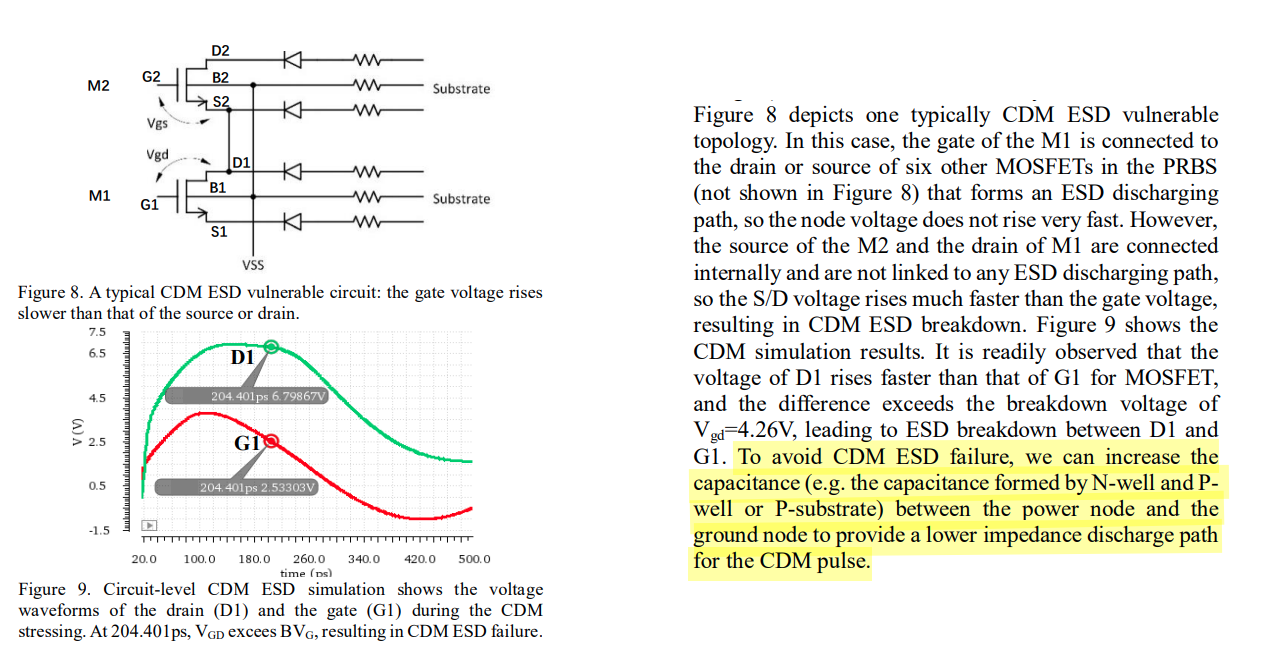 D2
M2
G2
B2
Substrate
S2
Vgs
Vgd
D1
M1
B1
G1
Substrate
S1
VSS
Figure 8. A typical CDM ESD vulnerable circuit: the gate voltage rises
slower than that of the source or drain.
7.5
6.5
4.5
2.5
0.5
-1.5
V (V)
D1
204.401ps 6.79867V
G1
204.401ps 2.53303V
20.0 100.0 180.0 260.0 340.0 420.0 500.0
time (ps)
Figure 9. Circuit-level CDM ESD simulation shows the voltage
waveforms of the drain (D1) and the gate (G1) during the CDM
stressing. At 204.401ps, VGD excees BVG, resulting in CDM ESD failure.
Figure 8 depicts one typically CDM ESD vulnerable
topology. In this case, the gate of the M1 is connected to
the drain or source of six other MOSFETs in the PRBS
(not shown in Figure 8) that forms an ESD discharging
path, so the node voltage does not rise very fast. However,
the source of the M2 and the drain of M1 are connected
internally and are not linked to any ESD discharging path,
so the S/D voltage rises much faster than the gate voltage,
resulting in CDM ESD breakdown. Figure 9 shows the
CDM simulation results. It is readily observed that the
voltage of D1 rises faster than that of G1 for MOSFET,
and the difference exceeds the breakdown voltage of
Vgd=4.26V, leading to ESD breakdown between D1 and
G1. To avoid CDM ESD failure, we can increase the
capacitance (e.g. the capacitance formed by N-well and P-
well or P-substrate) between the power node and the
ground node to provide a lower impedance discharge path
for the CDM pulse.